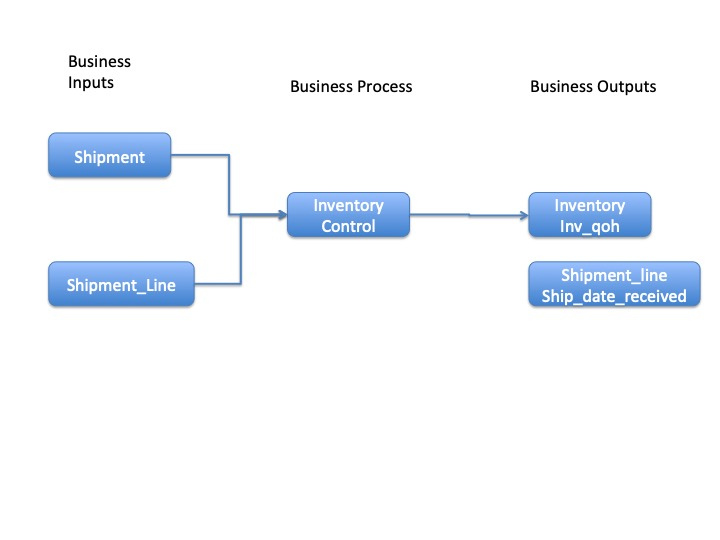 Business
Inputs
Business Process
Business Outputs
Shipment
Inventory
Control
Inventory
Inv_qoh
Shipment_Line
Shipment_line
Ship_date_received